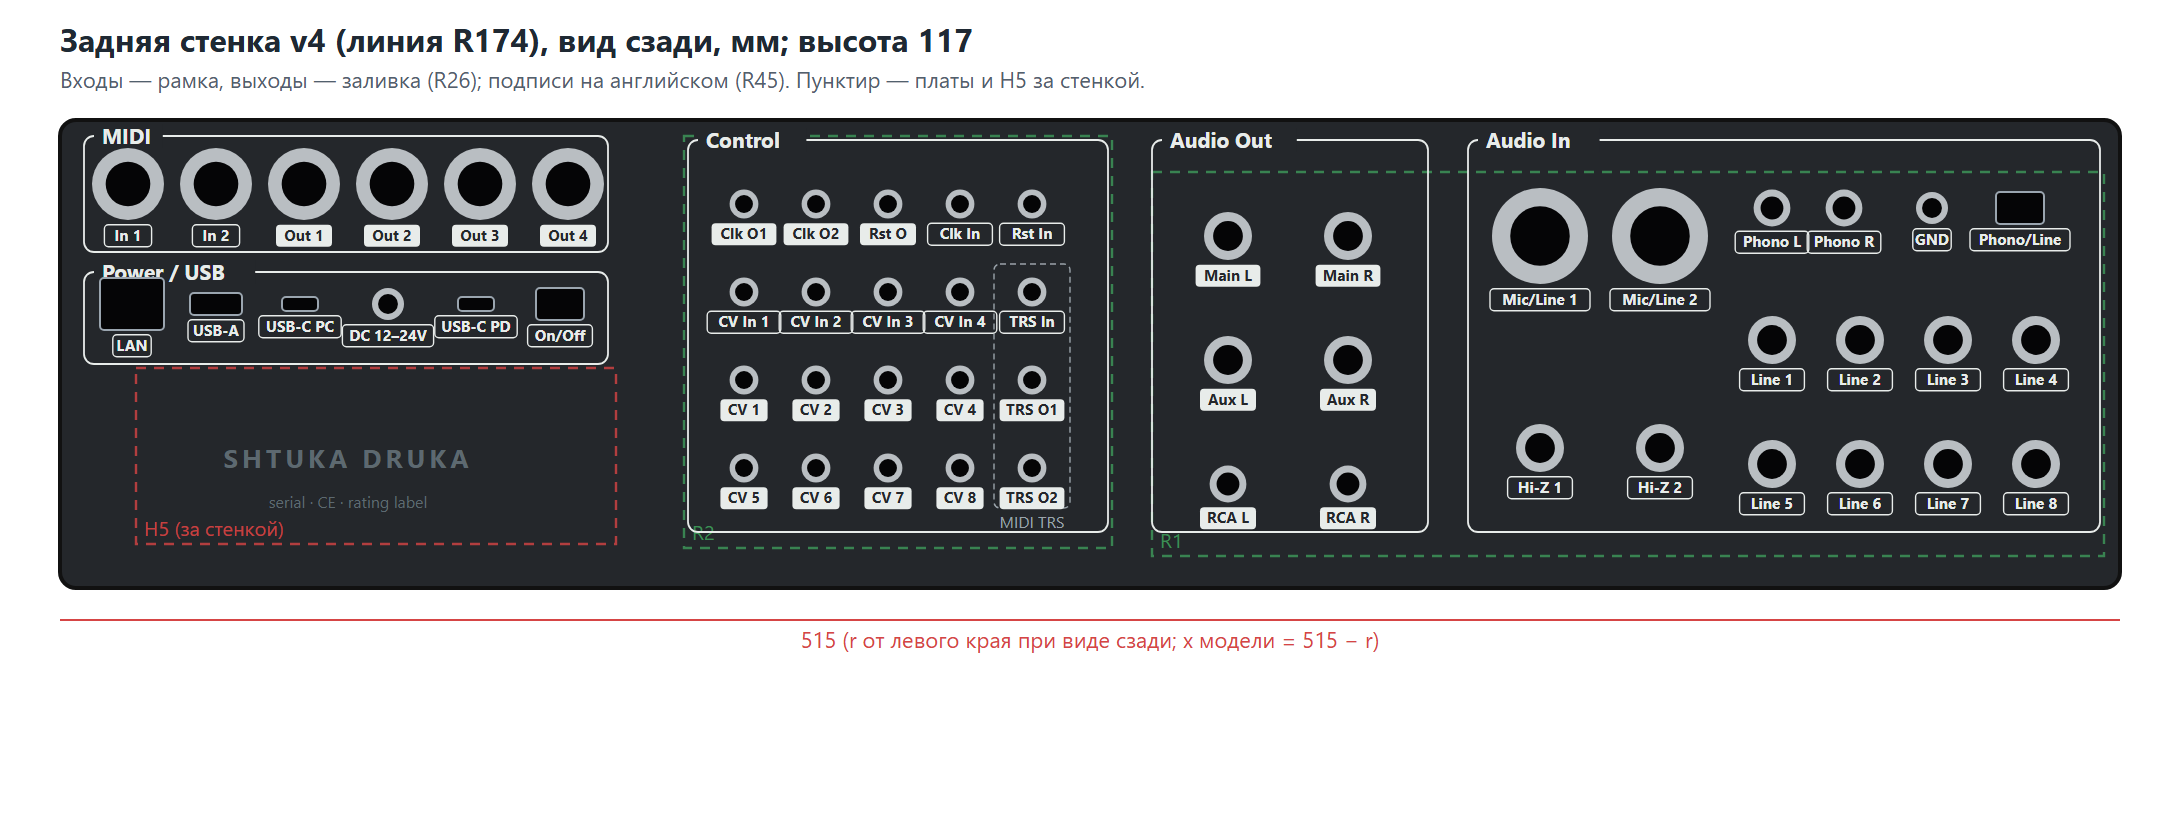 Задняя стенка v4 (линия R174), вид сзади, мм; высота 117
Входы — рамка, выходы — заливка (R26); подписи на английском (R45). Пунктир — платы и H5 за стенкой.
MIDI
In 1 In 2 Out 1 Out 2 Out 3 Out 4
Power / USB
LAN USB-A USB-C PC DC 12–24V USB-C PD On/Off
SHTUKA DRUKA
serial · CE · rating label
H5 (за стенкой)
Control
Clk O1 Clk O2 Rst O Clk In Rst In
CV In 1 CV In 2 CV In 3 CV In 4 TRS In
CV 1 CV 2 CV 3 CV 4 TRS O1
CV 5 CV 6 CV 7 CV 8 TRS O2
MIDI TRS
R2
Audio Out
Main L Main R
Aux L Aux R
RCA L RCA R
R1
Audio In
Phono L Phono R GND Phono/Line
Mic/Line 1 Mic/Line 2
Line 1 Line 2 Line 3 Line 4
Hi-Z 1 Hi-Z 2
Line 5 Line 6 Line 7 Line 8
515 (r от левого края при виде сзади; x модели = 515 − r)